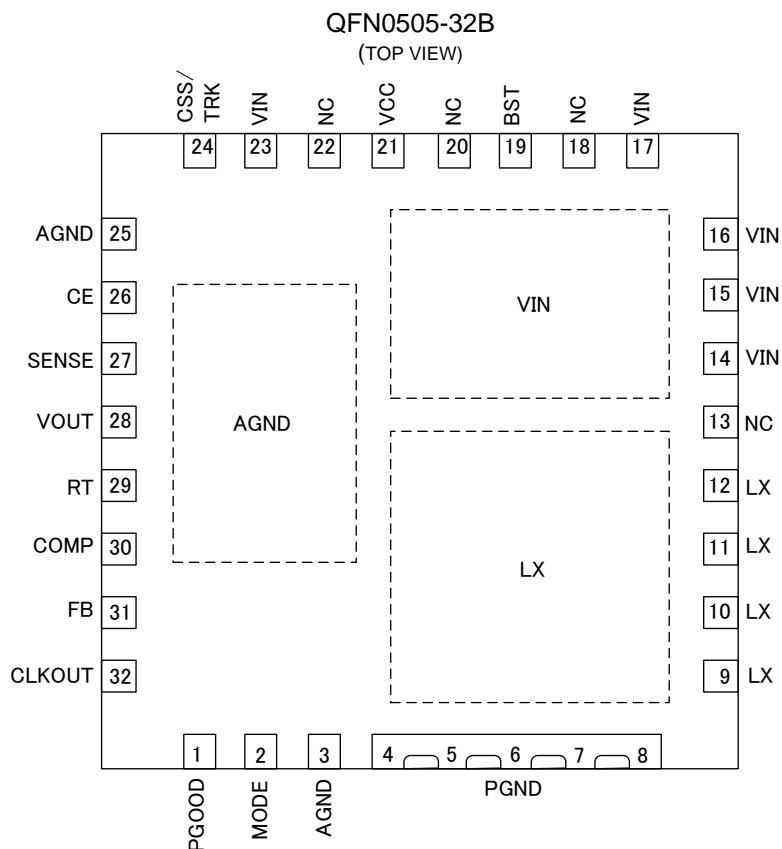 QFN0505-32B
(TOP VIEW)
CSS/
TRK
VIN
NC
VCC
NC
BST
NC
VIN
24
23
22
21
20
19
18
17
AGND 25
CE 26
SENSE 27
VOUT 28
RT 29
COMP 30
FB 31
CLKOUT 32
VIN
AGND
LX
16 VIN
15 VIN
14 VIN
13 NC
12 LX
11 LX
10 LX
9 LX
1
2
3
4
5
6
7
8
PGOOD
MODE
AGND
PGND